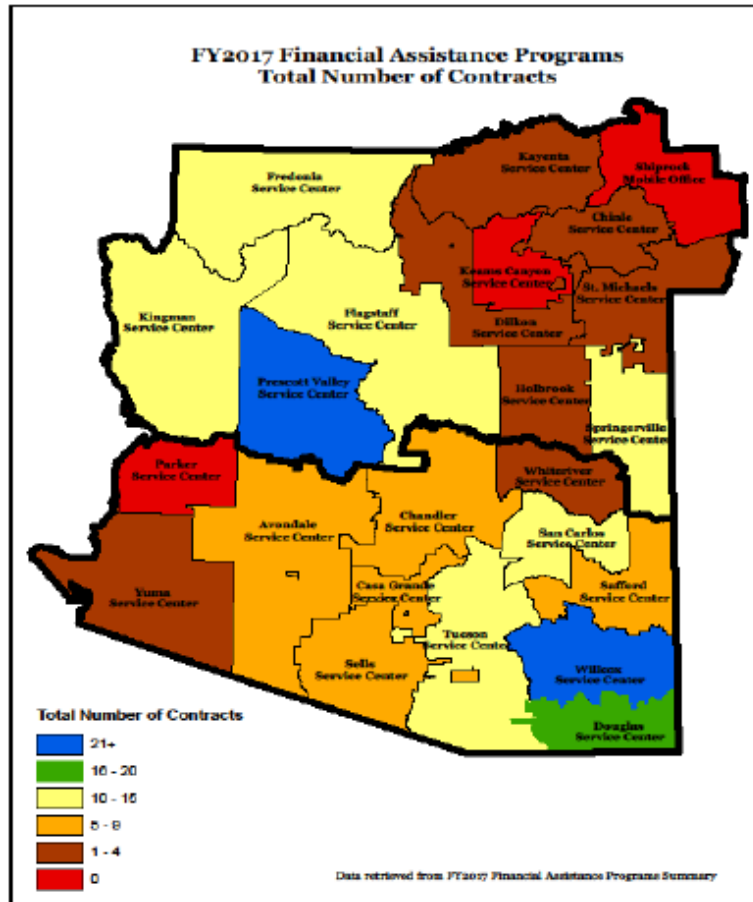 FY2017 Financial Assistance Programs
Total Number of Contracts
Kayenta
Service Center
Shiprock
Mobile Office
Fredonia
Service Center
Chinle
Service Center
Keams Canyon
Service Center
St. Michaels
Service Center
Kingman
Service Center
Flagstaff
Service Center
Dilkon
Service Center
Prescott Valley
Service Center
Holbrook
Service Center
Springerville
Service Center
Parker
Service Center
Whiteriver
Service Center
Avondale
Service Center
Chandler
Service Center
San Carlos
Service Center
Casa Grande
Service Center
Safford
Service Center
Yuma
Service Center
Tucson
Service Center
Sells
Service Center
Willcox
Service Center
Douglas
Service Center
Total Number of Contracts
21+
16 - 20
10 - 15
5 - 9
1 - 4
0
Data retrieved from FY2017 Financial Assistance Programs Summary